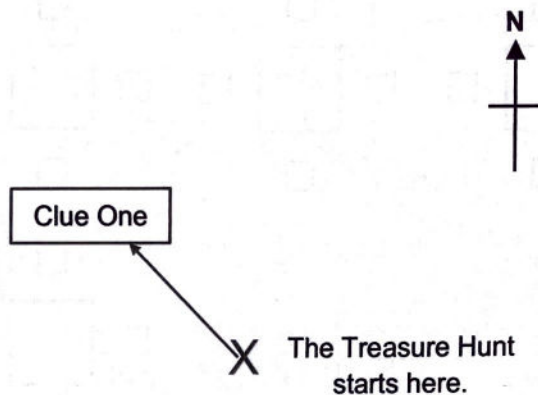 N
Clue One
X
The Treasure Hunt
starts here.